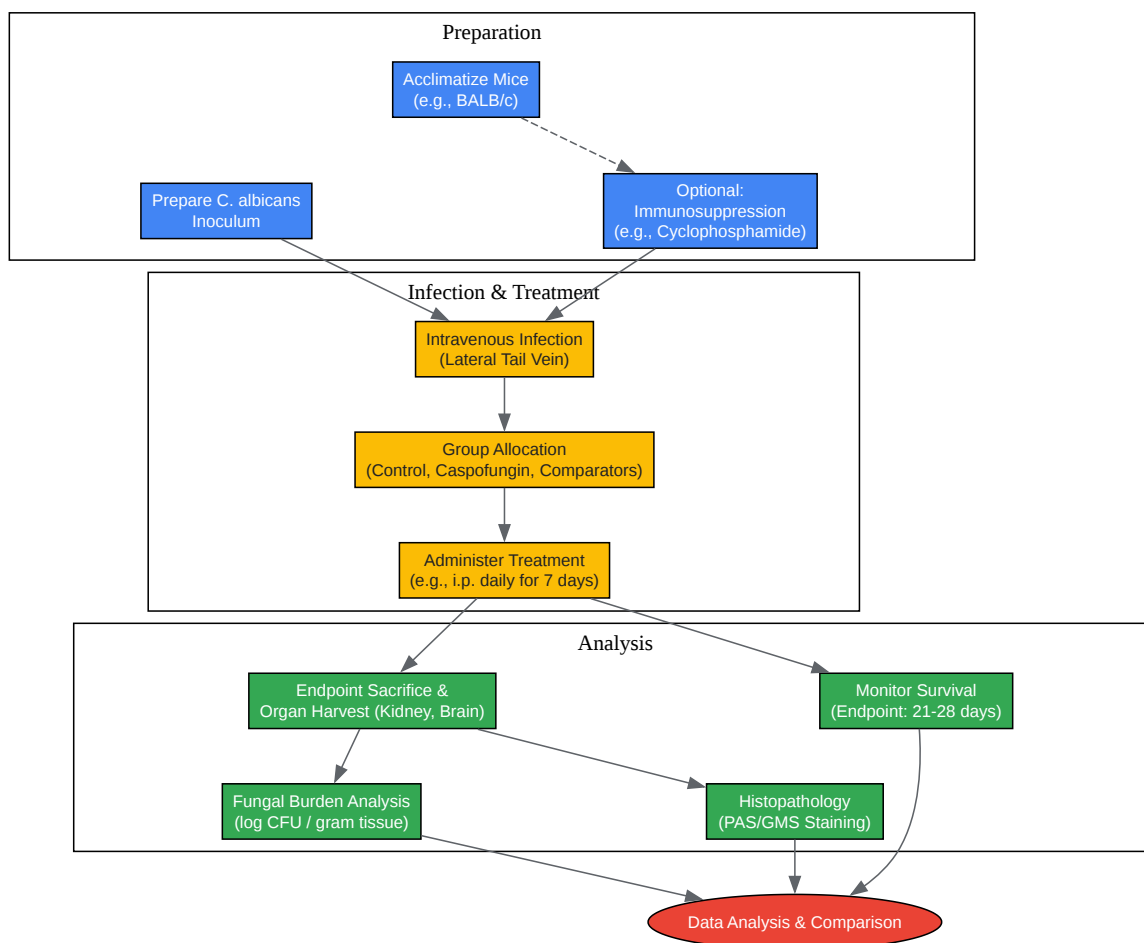 Preparation
Acclimatize Mice
(e.g., BALB/c)
Prepare C. albicans
Inoculum
Optional:
Immunosuppression
(e.g., Cyclophosphamide)
Infection & Treatment
Intravenous Infection
(Lateral Tail Vein)
Group Allocation
(Control, Caspofungin, Comparators)
Administer Treatment
(e.g., i.p. daily for 7 days)
Analysis
Endpoint Sacrifice &
Organ Harvest (Kidney, Brain)
Monitor Survival
(Endpoint: 21-28 days)
Fungal Burden Analysis
(log CFU / gram tissue)
Histopathology
(PAS/GMS Staining)
Data Analysis & Comparison